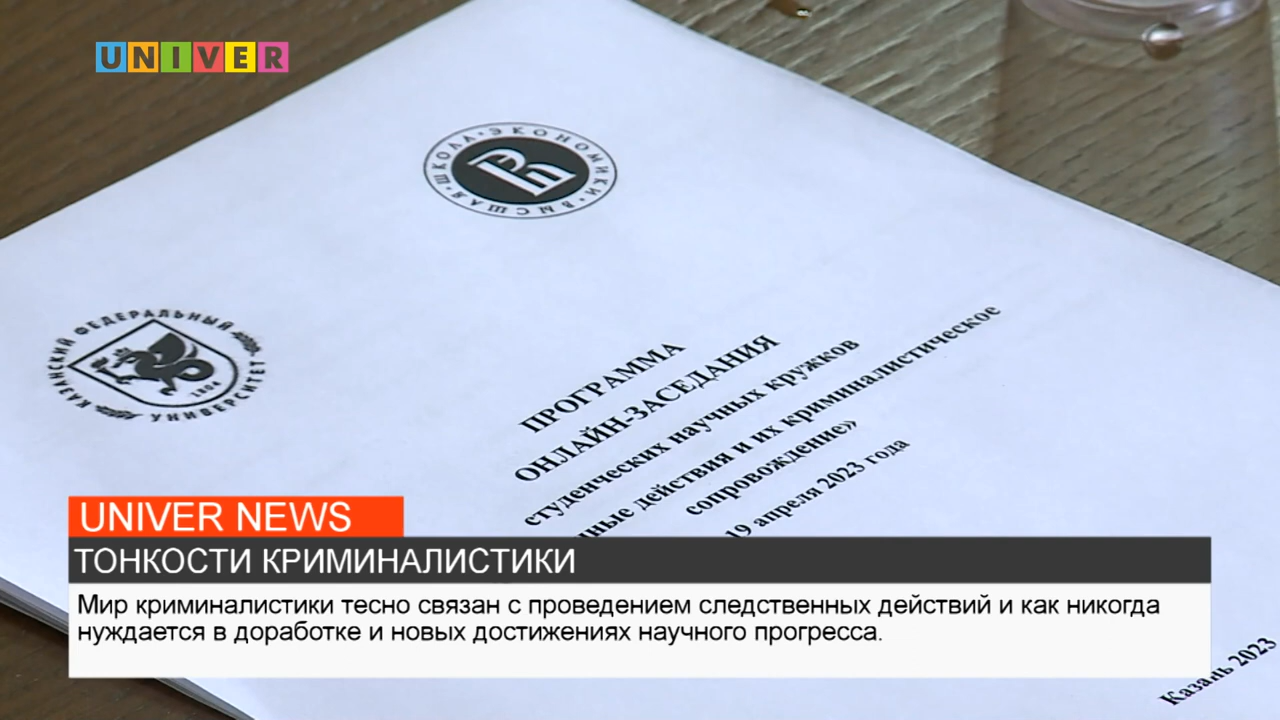 UNIVER
ВЫСШАЯ · ШКОЛА · ЭКОНОМИКИ
КАЗАНСКИЙ ФЕДЕРАЛЬНЫЙ УНИВЕРСИТЕТ
1804
ПРОГРАММА
ОНЛАЙН-ЗАСЕДАНИЯ
студенческих научных кружков
действия и их криминалистическое
сопровождение»
19 апреля 2023 года
Казань 2023
UNIVER NEWS
ТОНКОСТИ КРИМИНАЛИСТИКИ
Мир криминалистики тесно связан с проведением следственных действий и как никогда
нуждается в доработке и новых достижениях научного прогресса.